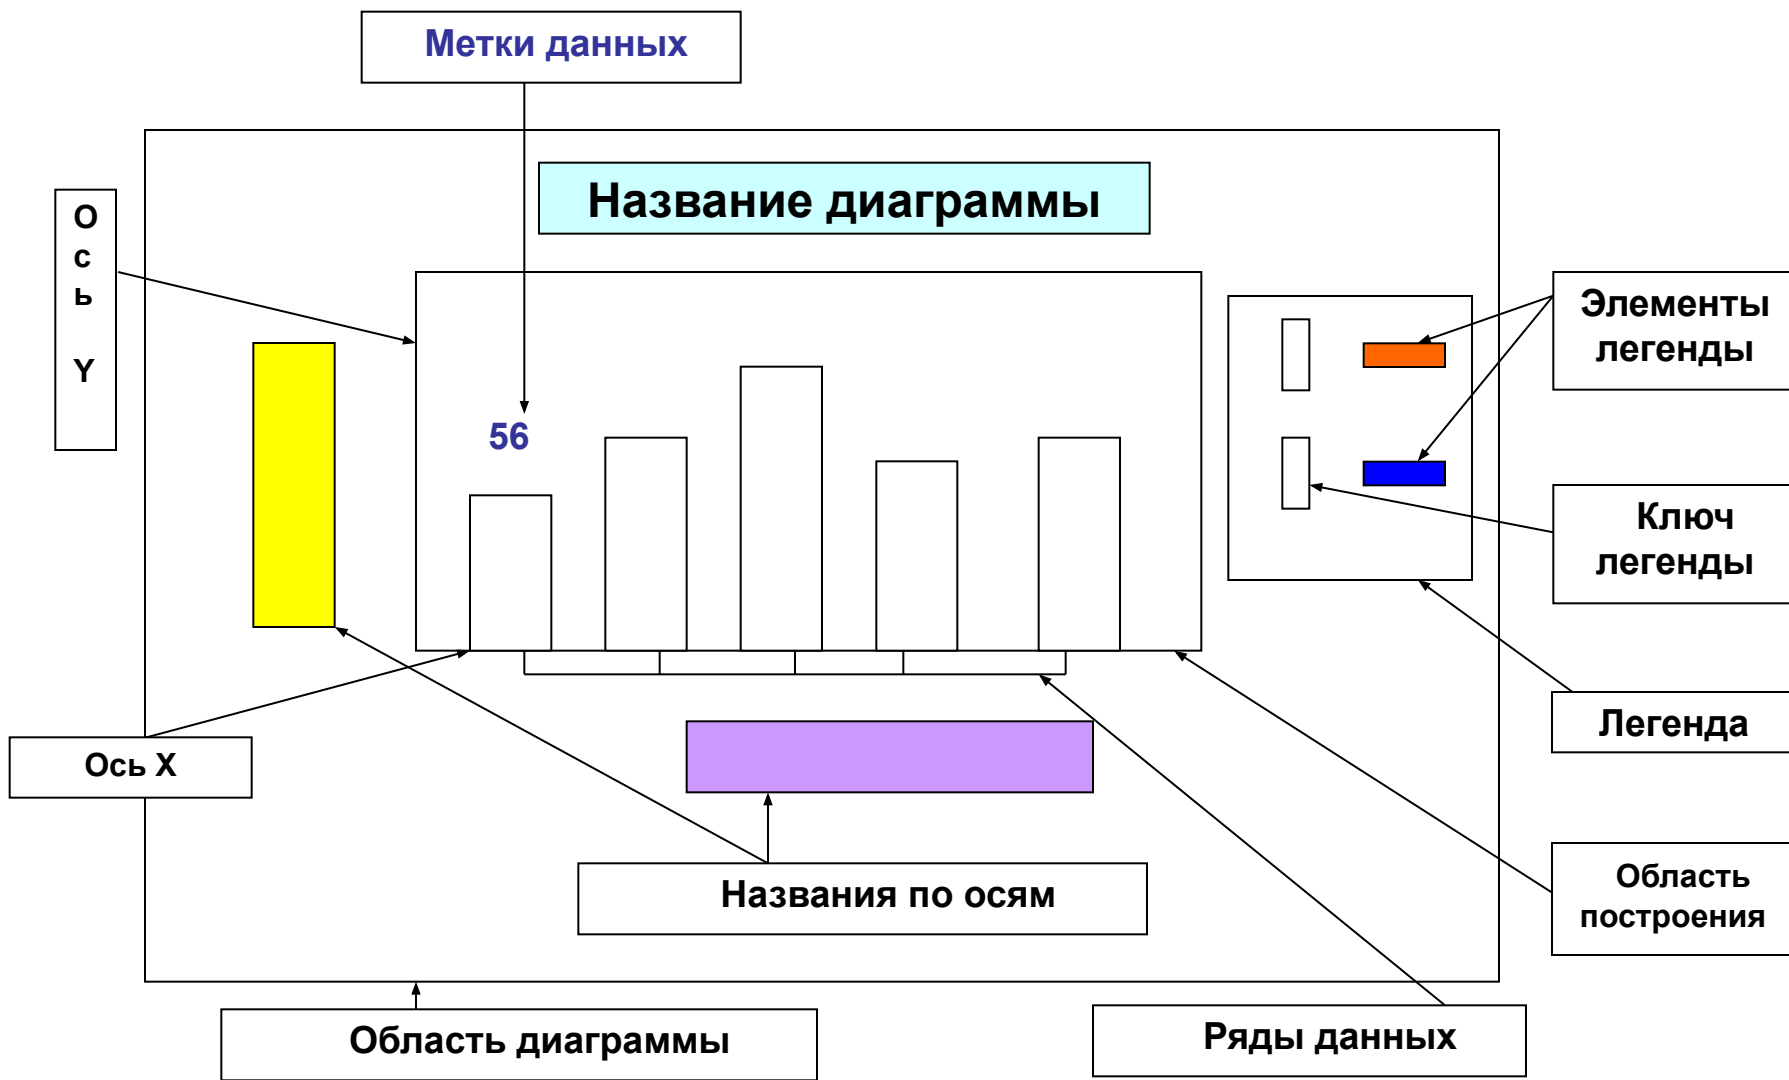 Метки данных
Название диаграммы
О
с
ь
Y
Элементы
легенды
56
Ключ
легенды
Легенда
Ось X
Названия по осям
Область
построения
Область диаграммы
Ряды данных